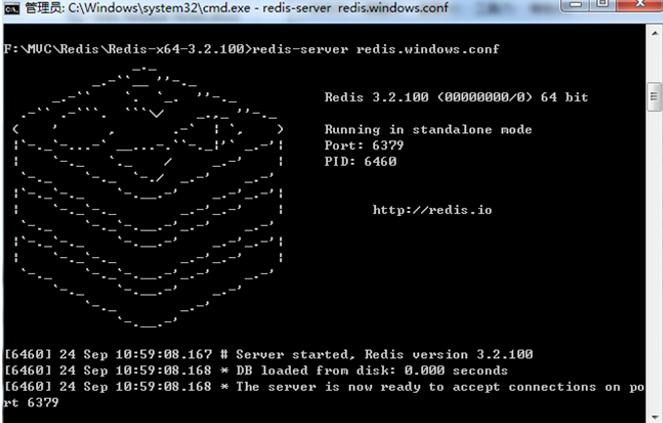 管理员: C:\Windows\system32\cmd.exe - redis-server redis.windows.conf
F:\MVC\Redis\Redis-x64-3.2.100>redis-server redis.windows.conf
Redis 3.2.100 (00000000/0) 64 bit
Running in standalone mode
Port: 6379
PID: 6460
http://redis.io
[6460] 24 Sep 10:59:08.167 # Server started, Redis version 3.2.100
[6460] 24 Sep 10:59:08.168 * DB loaded from disk: 0.000 seconds
[6460] 24 Sep 10:59:08.168 * The server is now ready to accept connections on po
rt 6379